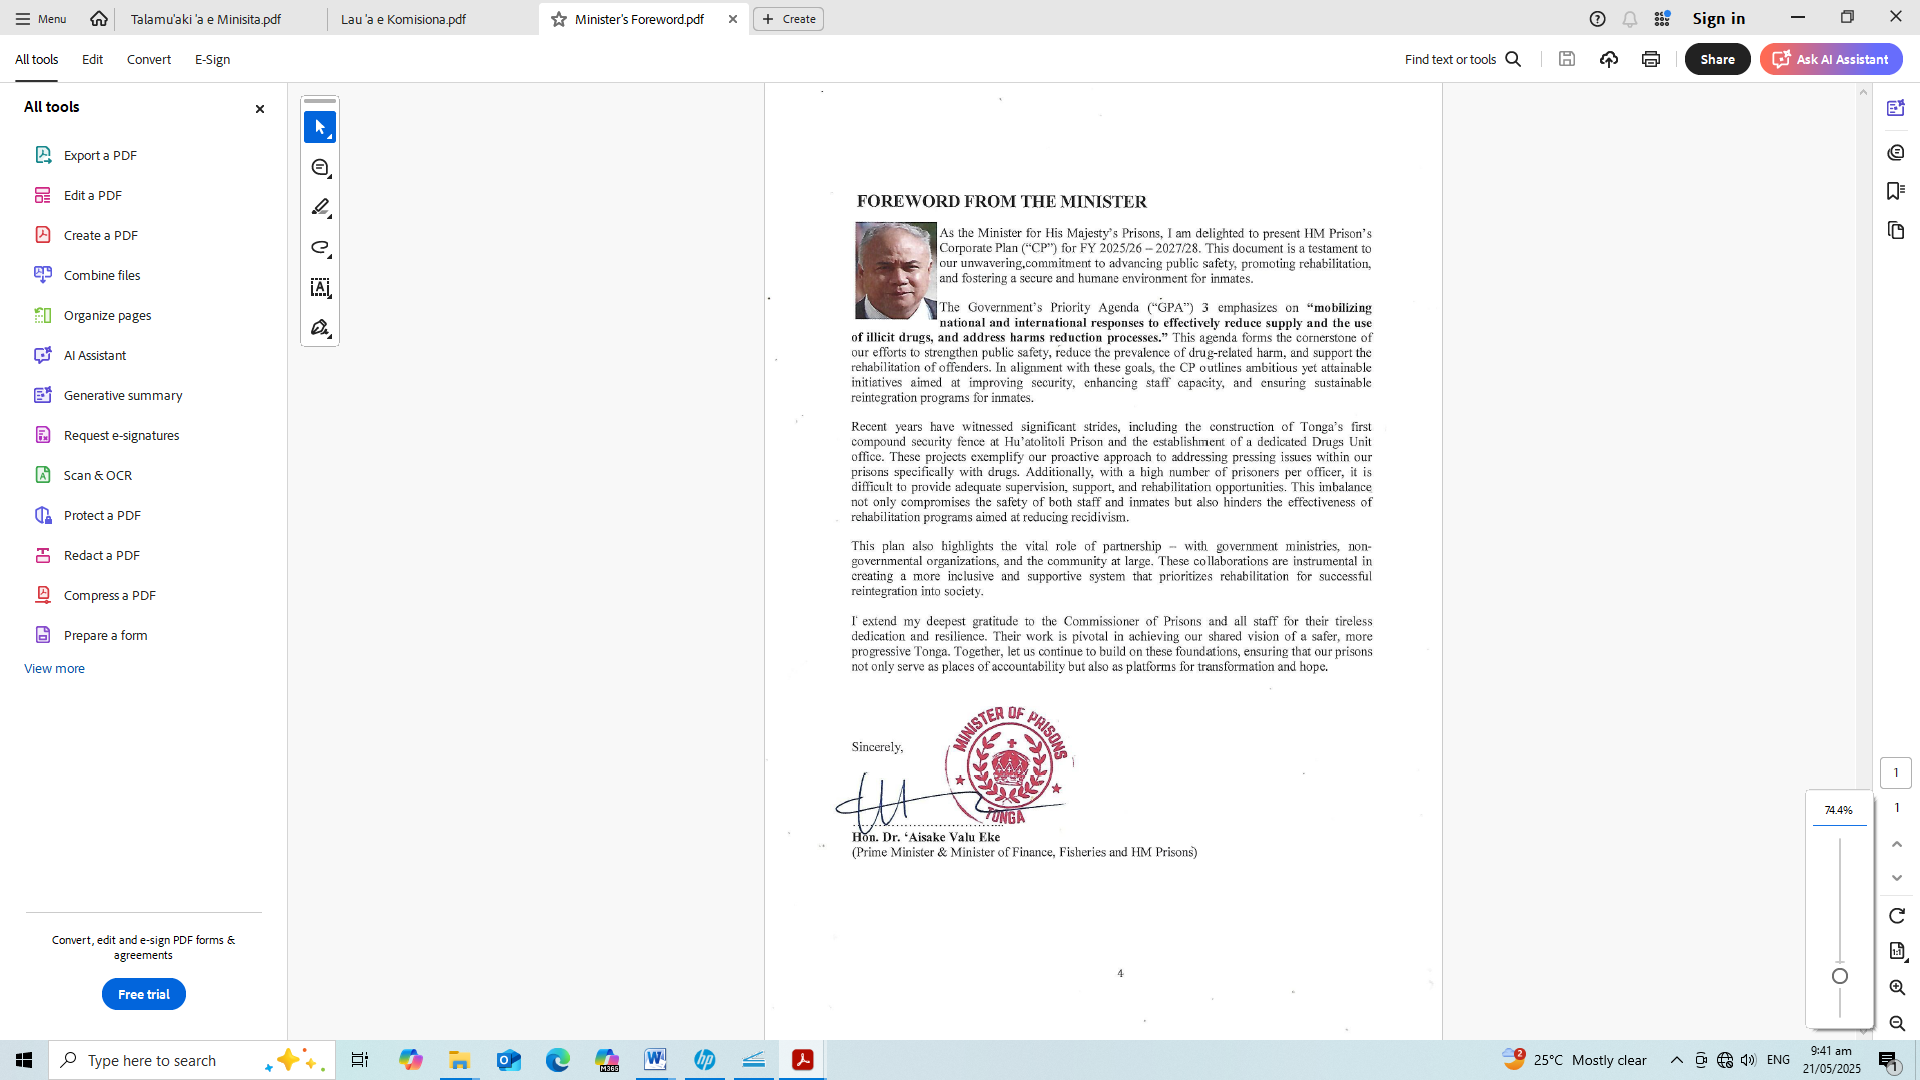 Menu
Talamu'aki 'a e Minisita.pdf
Lau 'a e Komisiona.pdf
Minister's Foreword.pdf
Create
Sign in
All tools
Edit
Convert
E-Sign
Find text or tools
Share
Ask AI Assistant
All tools
Export a PDF
Edit a PDF
Create a PDF
Combine files
Organize pages
AI Assistant
Generative summary
Request e-signatures
Scan & OCR
Protect a PDF
Redact a PDF
Compress a PDF
Prepare a form
View more
Convert, edit and e-sign PDF forms &
agreements
Free trial
FOREWORD FROM THE MINISTER
As the Minister for His Majesty's Prisons, I am delighted to present HM Prison's
Corporate Plan ("CP") for FY 2025/26 – 2027/28. This document is a testament to
our unwavering commitment to advancing public safety, promoting rehabilitation,
and fostering a secure and humane environment for inmates.
The Government's Priority Agenda ("GPA") 3 emphasizes on "mobilizing
national and international responses to effectively reduce supply and the use
of illicit drugs, and address harms reduction processes." This agenda forms the cornerstone of
our efforts to strengthen public safety, reduce the prevalence of drug-related harm, and support the
rehabilitation of offenders. In alignment with these goals, the CP outlines ambitious yet attainable
initiatives aimed at improving security, enhancing staff capacity, and ensuring sustainable
reintegration programs for inmates.
Recent years have witnessed significant strides, including the construction of Tonga's first
compound security fence at Hu'atolitoli Prison and the establishment of a dedicated Drugs Unit
office. These projects exemplify our proactive approach to addressing pressing issues within our
prisons specifically with drugs. Additionally, with a high number of prisoners per officer, it is
difficult to provide adequate supervision, support, and rehabilitation opportunities. This imbalance
not only compromises the safety of both staff and inmates but also hinders the effectiveness of
rehabilitation programs aimed at reducing recidivism.
This plan also highlights the vital role of partnership – with government ministries, non-
governmental organizations, and the community at large. These collaborations are instrumental in
creating a more inclusive and supportive system that prioritizes rehabilitation for successful
reintegration into society.
I extend my deepest gratitude to the Commissioner of Prisons and all staff for their tireless
dedication and resilience. Their work is pivotal in achieving our shared vision of a safer, more
progressive Tonga. Together, let us continue to build on these foundations, ensuring that our prisons
not only serve as places of accountability but also as platforms for transformation and hope.
Sincerely,
MINISTER OF PRISONS
TONGA
Hon. Dr. 'Aisake Valu Eke
(Prime Minister & Minister of Finance, Fisheries and HM Prisons)
4
1
1
74.4%
Type here to search
25°C Mostly clear
ENG
9:41 am
21/05/2025